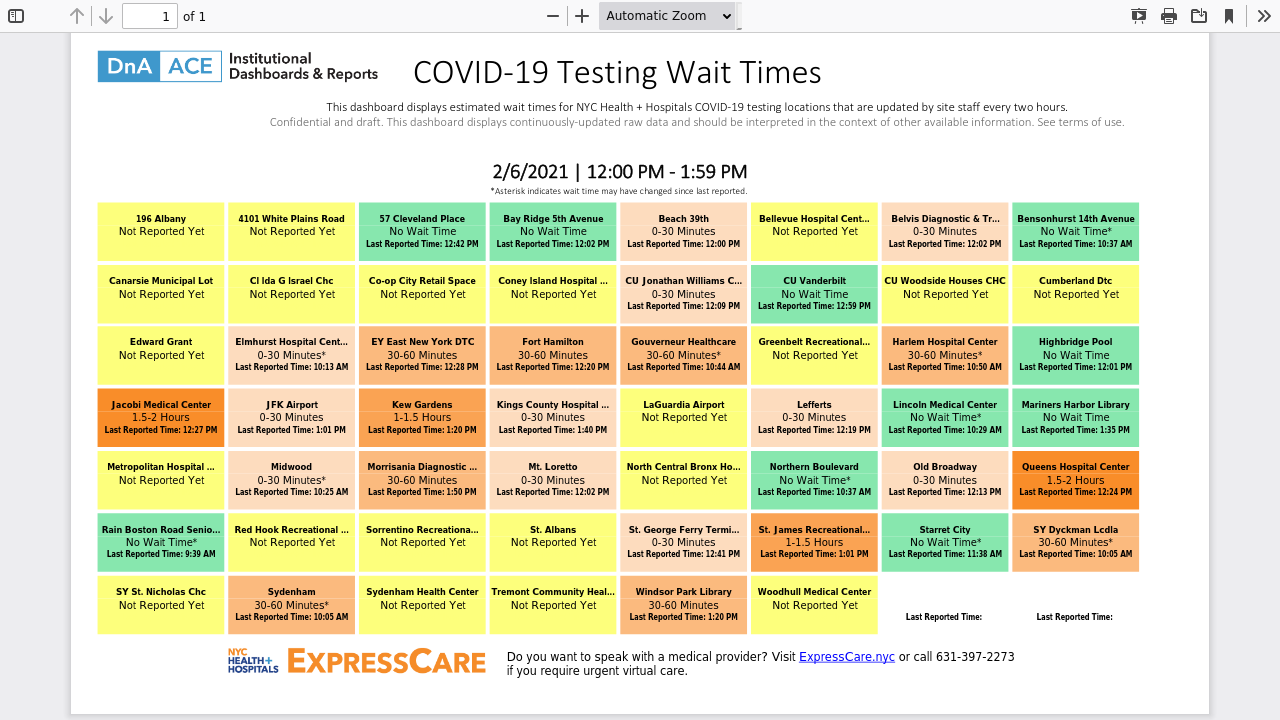 1 of 1 Automatic Zoom
DnA ACE Institutional
Dashboards & Reports
COVID-19 Testing Wait Times
This dashboard displays estimated wait times for NYC Health + Hospitals COVID-19 testing locations that are updated by site staff every two hours.
Confidential and draft. This dashboard displays continuously-updated raw data and should be interpreted in the context of other available information. See terms of use.
2/6/2021 | 12:00 PM - 1:59 PM
*Asterisk indicates wait time may have changed since last reported.
196 Albany 4101 White Plains Road 57 Cleveland Place Bay Ridge 5th Avenue Beach 39th Bellevue Hospital Cent... Belvis Diagnostic & Tr... Bensonhurst 14th Avenue
Not Reported Yet Not Reported Yet No Wait Time No Wait Time 0-30 Minutes Not Reported Yet 0-30 Minutes No Wait Time*
Last Reported Time: 12:42 PM Last Reported Time: 12:02 PM Last Reported Time: 12:00 PM Last Reported Time: 12:02 PM Last Reported Time: 10:37 AM
Canarsie Municipal Lot Cl Ida G Israel Chc Co-op City Retail Space Coney Island Hospital ... CU Jonathan Williams C... CU Vanderbilt CU Woodside Houses CHC Cumberland Dtc
Not Reported Yet Not Reported Yet Not Reported Yet Not Reported Yet 0-30 Minutes No Wait Time Not Reported Yet Not Reported Yet
Last Reported Time: 12:09 PM Last Reported Time: 12:59 PM
Edward Grant Elmhurst Hospital Cent... EY East New York DTC Fort Hamilton Gouverneur Healthcare Greenbelt Recreational... Harlem Hospital Center Highbridge Pool
Not Reported Yet 0-30 Minutes* 30-60 Minutes 30-60 Minutes 30-60 Minutes* Not Reported Yet 30-60 Minutes* No Wait Time
Last Reported Time: 10:13 AM Last Reported Time: 12:28 PM Last Reported Time: 12:20 PM Last Reported Time: 10:44 AM Last Reported Time: 10:50 AM Last Reported Time: 12:01 PM
Jacobi Medical Center JFK Airport Kew Gardens Kings County Hospital ... LaGuardia Airport Lefferts Lincoln Medical Center Mariners Harbor Library
1.5-2 Hours 0-30 Minutes 1-1.5 Hours 0-30 Minutes Not Reported Yet 0-30 Minutes No Wait Time* No Wait Time
Last Reported Time: 12:27 PM Last Reported Time: 1:01 PM Last Reported Time: 1:20 PM Last Reported Time: 1:40 PM Last Reported Time: 12:19 PM Last Reported Time: 10:29 AM Last Reported Time: 1:35 PM
Metropolitan Hospital ... Midwood Morrisania Diagnostic ... Mt. Loretto North Central Bronx Ho... Northern Boulevard Old Broadway Queens Hospital Center
Not Reported Yet 0-30 Minutes* 30-60 Minutes 0-30 Minutes Not Reported Yet No Wait Time* 0-30 Minutes 1.5-2 Hours
Last Reported Time: 10:25 AM Last Reported Time: 1:50 PM Last Reported Time: 12:02 PM Last Reported Time: 10:37 AM Last Reported Time: 12:13 PM Last Reported Time: 12:24 PM
Rain Boston Road Senio... Red Hook Recreational ... Sorrentino Recreationa... St. Albans St. George Ferry Termi... St. James Recreational... Starret City SY Dyckman Lcdla
No Wait Time* Not Reported Yet Not Reported Yet Not Reported Yet 0-30 Minutes 1-1.5 Hours No Wait Time* 30-60 Minutes*
Last Reported Time: 9:39 AM Last Reported Time: 12:41 PM Last Reported Time: 1:01 PM Last Reported Time: 11:38 AM Last Reported Time: 10:05 AM
SY St. Nicholas Chc Sydenham Sydenham Health Center Tremont Community Heal... Windsor Park Library Woodhull Medical Center
Not Reported Yet 30-60 Minutes* Not Reported Yet Not Reported Yet 30-60 Minutes Not Reported Yet
Last Reported Time: 10:05 AM Last Reported Time: 1:20 PM Last Reported Time: Last Reported Time:
NYC
HEALTH+
HOSPITALS
EXPRESSCARE
Do you want to speak with a medical provider? Visit ExpressCare.nyc or call 631-397-2273
if you require urgent virtual care.